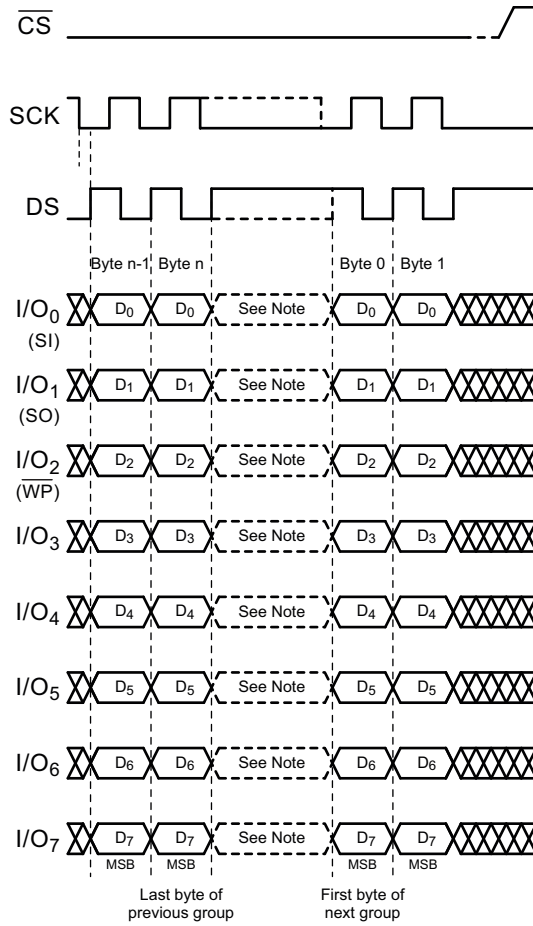 C̅S̅
SCK
DS
Byte n-1 Byte n Byte 0 Byte 1
I/O₀ D₀ D₀ See Note D₀ D₀
(SI)
I/O₁ D₁ D₁ See Note D₁ D₁
(SO)
I/O₂ D₂ D₂ See Note D₂ D₂
(W̅P̅)
I/O₃ D₃ D₃ See Note D₃ D₃
I/O₄ D₄ D₄ See Note D₄ D₄
I/O₅ D₅ D₅ See Note D₅ D₅
I/O₆ D₆ D₆ See Note D₆ D₆
I/O₇ D₇ D₇ See Note D₇ D₇
MSB MSB MSB MSB
Last byte of
previous group
First byte of
next group